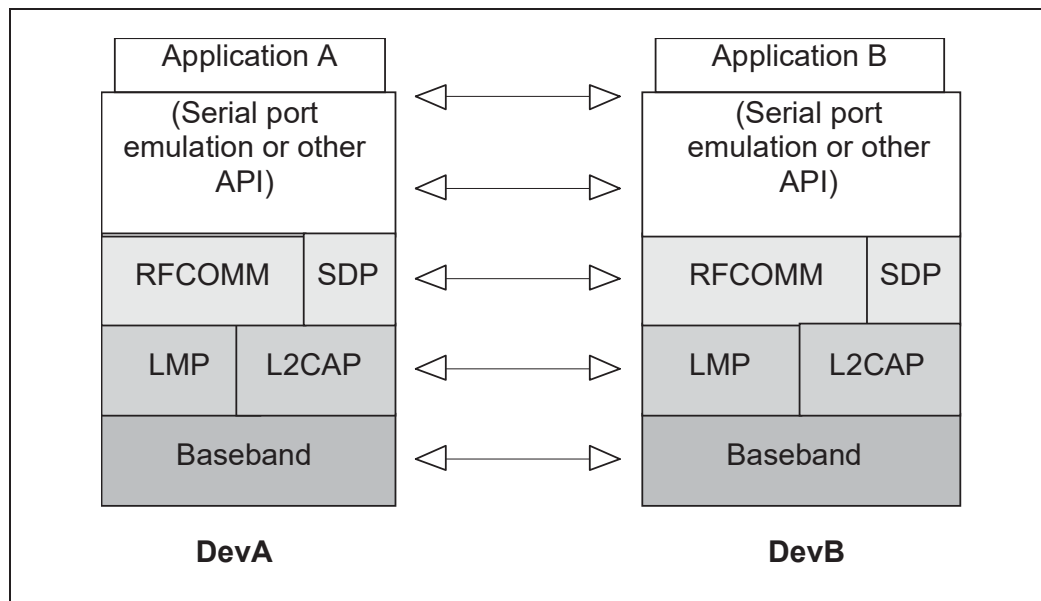 Application A
Application B
(Serial port
emulation or other
API)
(Serial port
emulation or other
API)
RFCOMM
SDP
RFCOMM
SDP
LMP
L2CAP
LMP
L2CAP
Baseband
Baseband
DevA
DevB